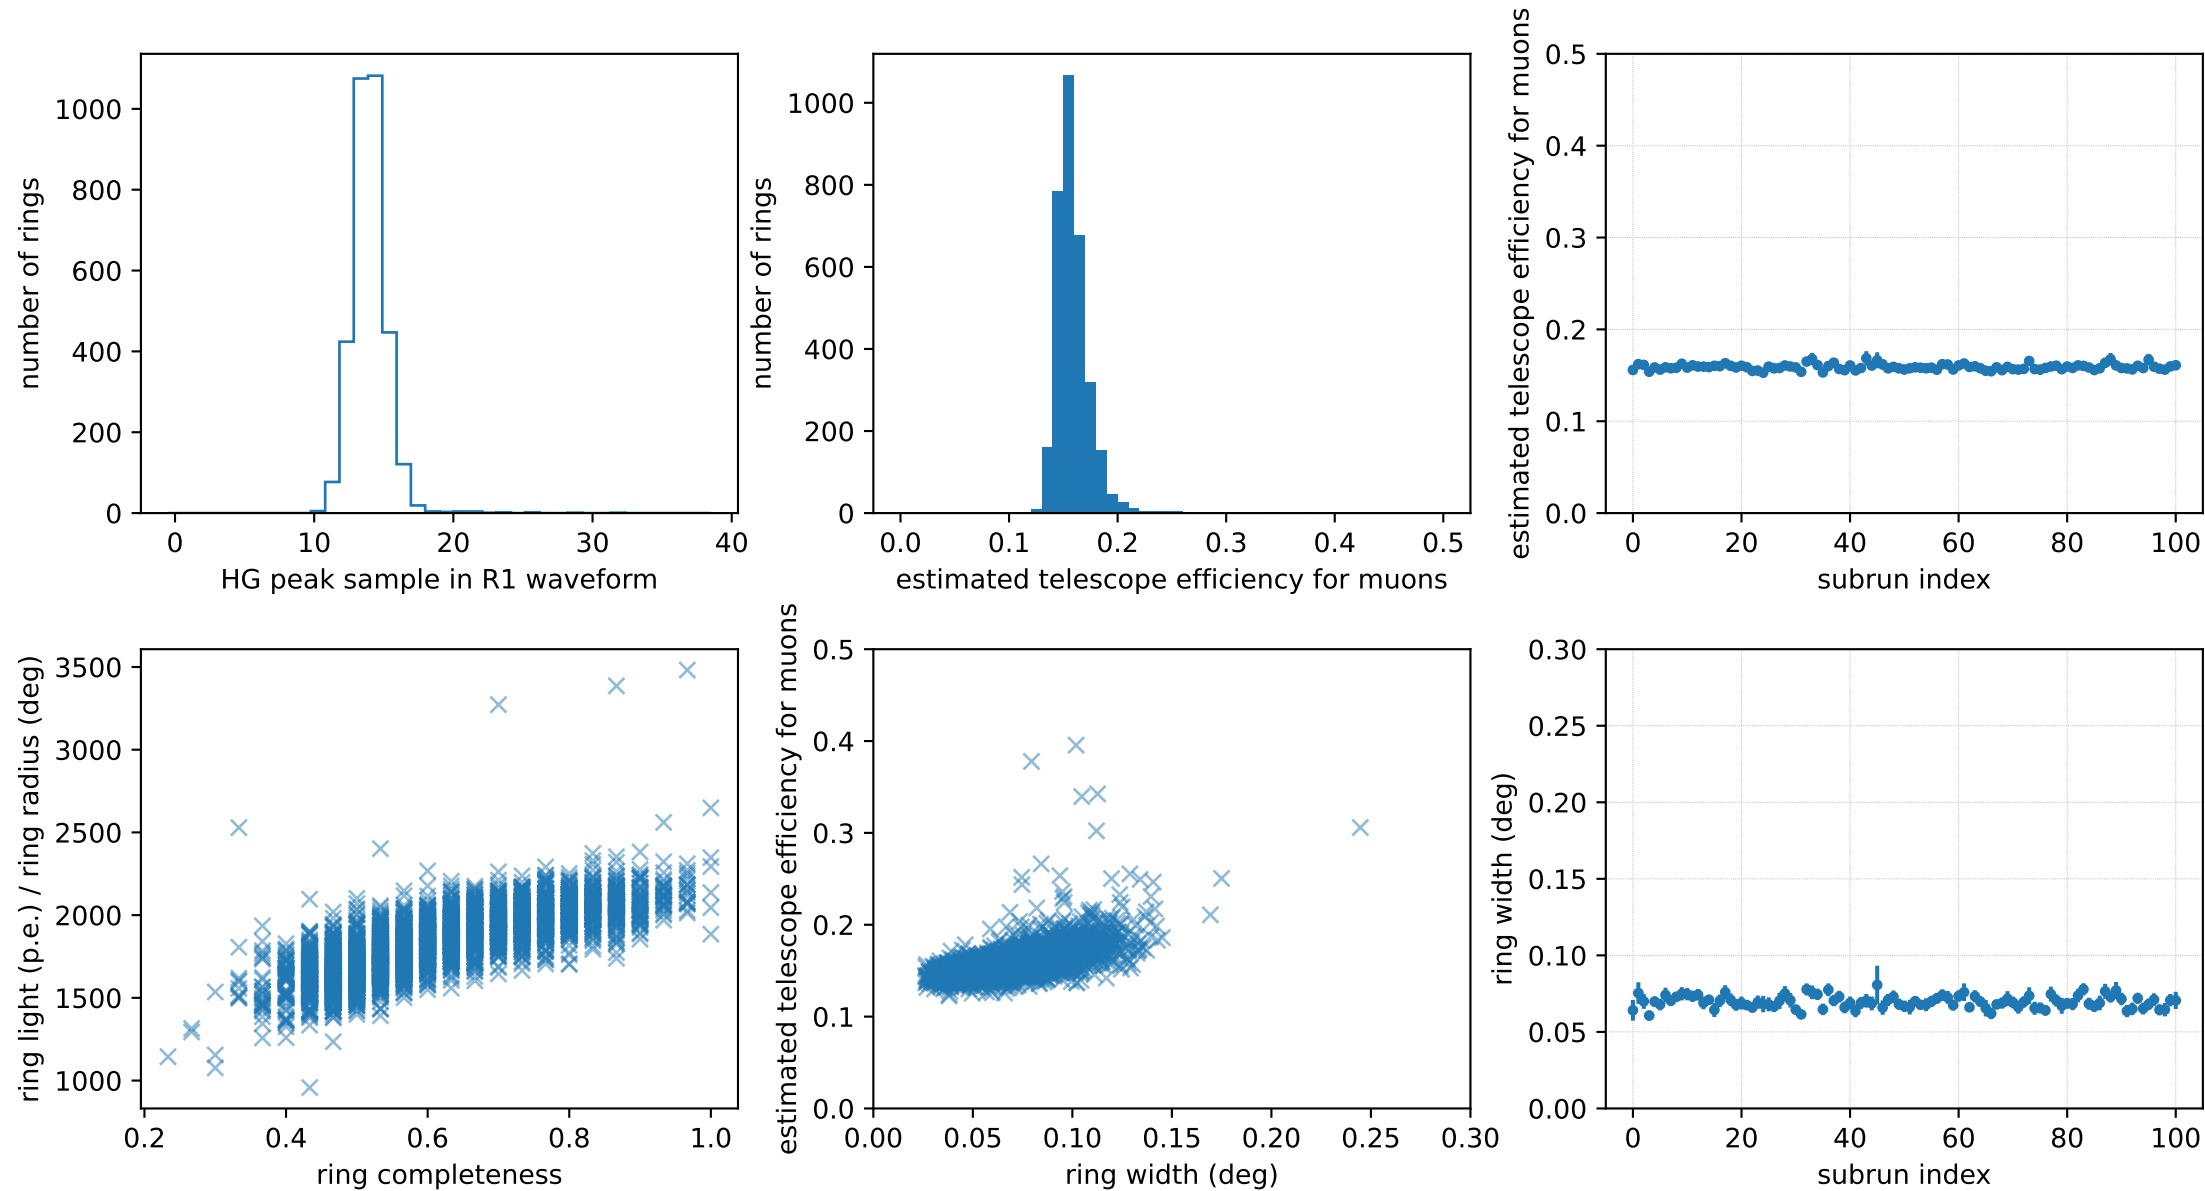 number of rings
1000
800
600
400
200
0
0 10 20 30 40
HG peak sample in R1 waveform
number of rings
1000
800
600
400
200
0
0.0 0.1 0.2 0.3 0.4 0.5
estimated telescope efficiency for muons
estimated telescope efficiency for muons
0.5
0.4
0.3
0.2
0.1
0.0
0 20 40 60 80 100
subrun index
ring light (p.e.) / ring radius (deg)
3500
3000
2500
2000
1500
1000
0.2 0.4 0.6 0.8 1.0
ring completeness
estimated telescope efficiency for muons
0.5
0.4
0.3
0.2
0.1
0.0
0.00 0.05 0.10 0.15 0.20 0.25 0.30
ring width (deg)
ring width (deg)
0.30
0.25
0.20
0.15
0.10
0.05
0.00
0 20 40 60 80 100
subrun index